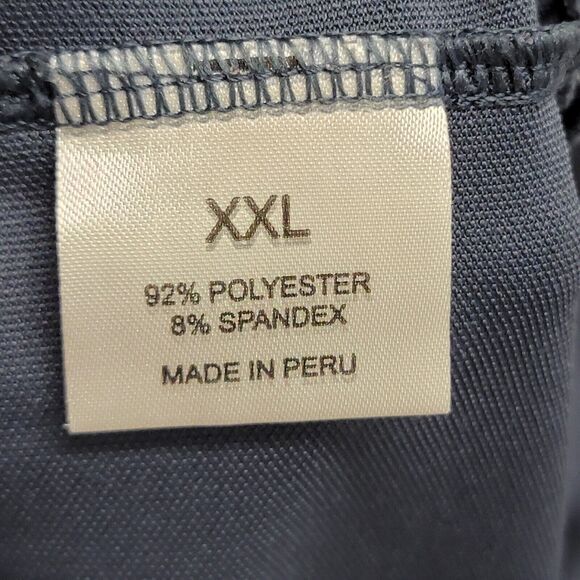 XXL
92% POLYESTER
8% SPANDEX
MADE IN PERU